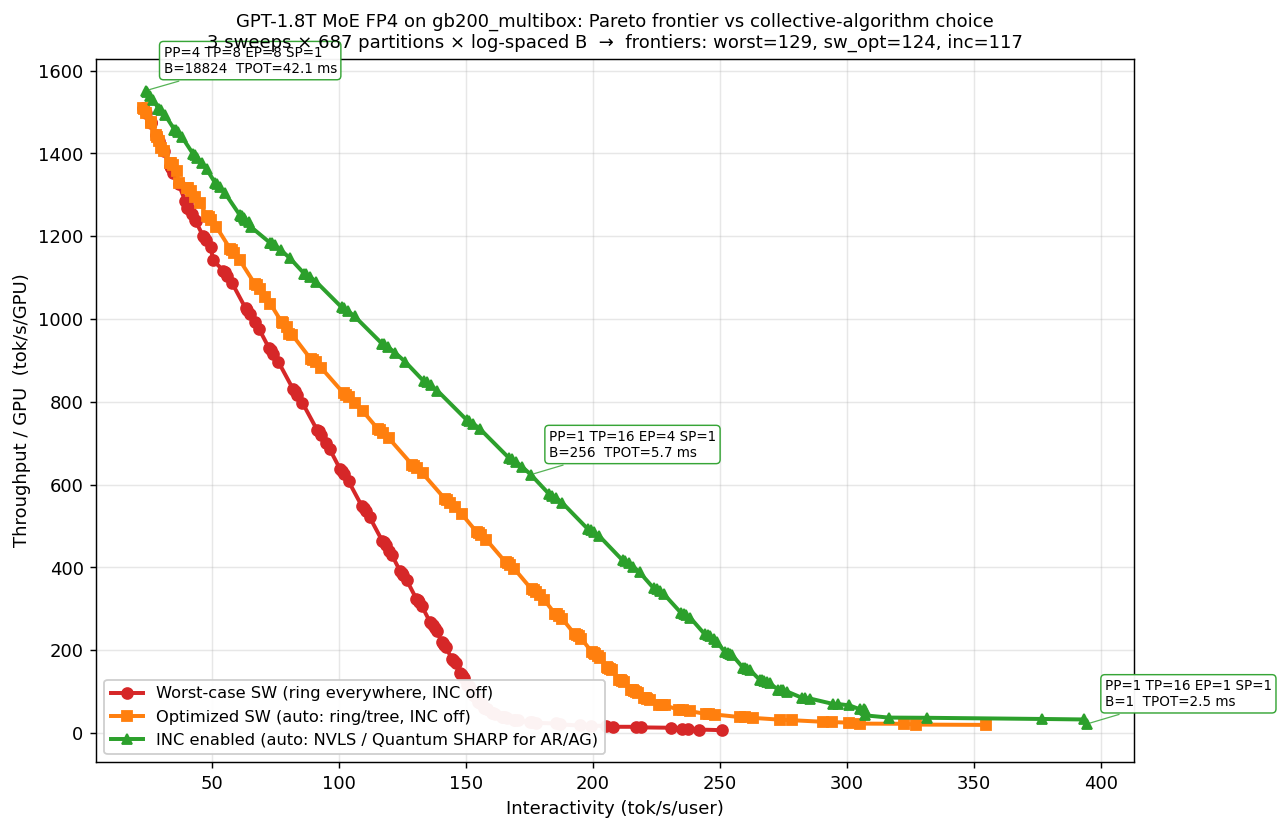 GPT-1.8T MoE FP4 on gb200_multibox: Pareto frontier vs collective-algorithm choice
3 sweeps × 687 partitions × log-spaced B → frontiers: worst=129, sw_opt=124, inc=117
PP=4 TP=8 EP=8 SP=1
B=18824 TPOT=42.1 ms
1600
1400
1200
1000
800
600
400
200
0
Throughput / GPU (tok/s/GPU)
PP=1 TP=16 EP=4 SP=1
B=256 TPOT=5.7 ms
PP=1 TP=16 EP=1 SP=1
B=1 TPOT=2.5 ms
Worst-case SW (ring everywhere, INC off)
Optimized SW (auto: ring/tree, INC off)
INC enabled (auto: NVLS / Quantum SHARP for AR/AG)
50 100 150 200 250 300 350 400
Interactivity (tok/s/user)